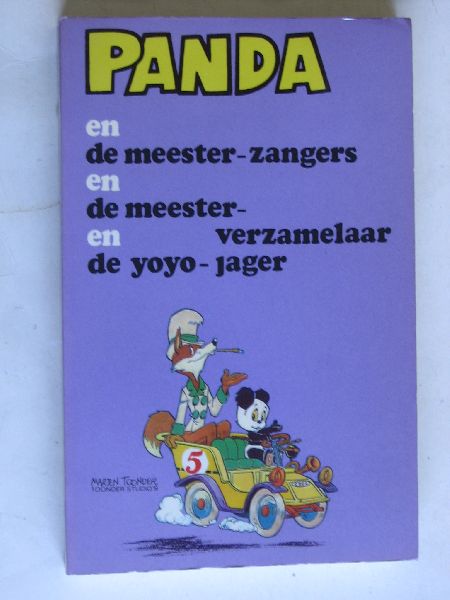 PANDA
en
de meester-zangers
en
de meester-
en verzamelaar
de yoyo-jager
5
MARTEN TOONDER
TOONDER STUDIO'S